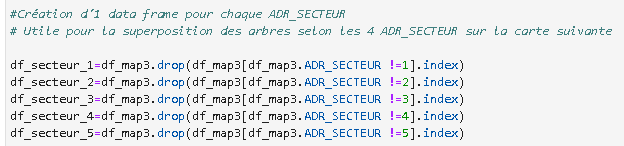 #Création d'1 data frame pour chaque ADR_SECTEUR
# Utile pour la superposition des arbres selon les 4 ADR_SECTEUR sur la carte suivante
df_secteur_1=df_map3.drop(df_map3[df_map3.ADR_SECTEUR !=1].index)
df_secteur_2=df_map3.drop(df_map3[df_map3.ADR_SECTEUR !=2].index)
df_secteur_3=df_map3.drop(df_map3[df_map3.ADR_SECTEUR !=3].index)
df_secteur_4=df_map3.drop(df_map3[df_map3.ADR_SECTEUR !=4].index)
df_secteur_5=df_map3.drop(df_map3[df_map3.ADR_SECTEUR !=5].index)